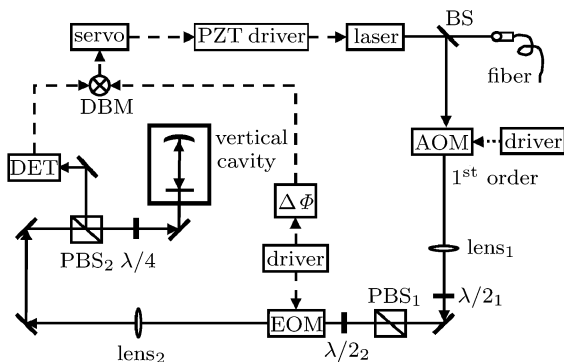 servo
PZT driver
laser
BS
fiber
DBM
DET
vertical
cavity
AOM
driver
1st order
ΔΦ
PBS2 λ/4
driver
lens1
λ/21
PBS1
EOM
λ/22
lens2